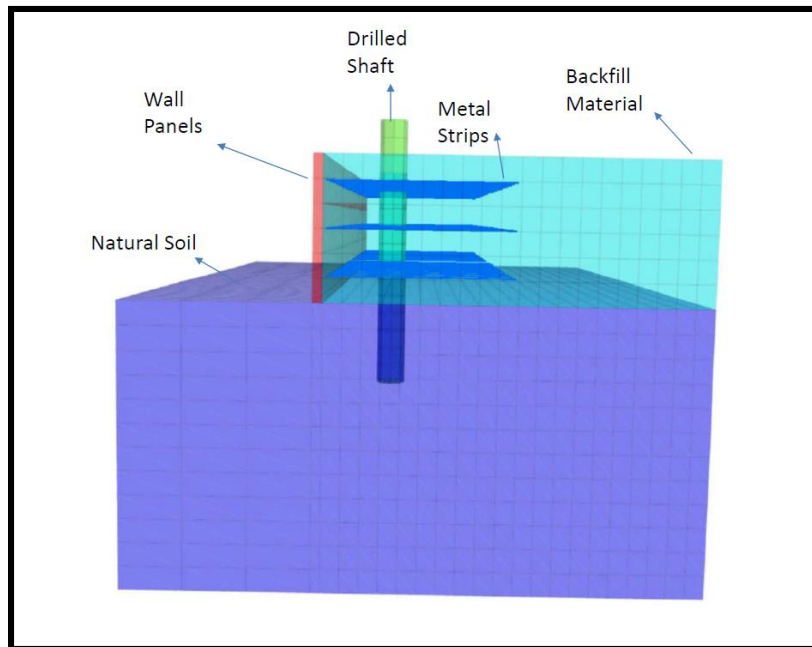 Drilled
Shaft
Backfill
Material
Wall
Panels
Metal
Strips
Natural Soil